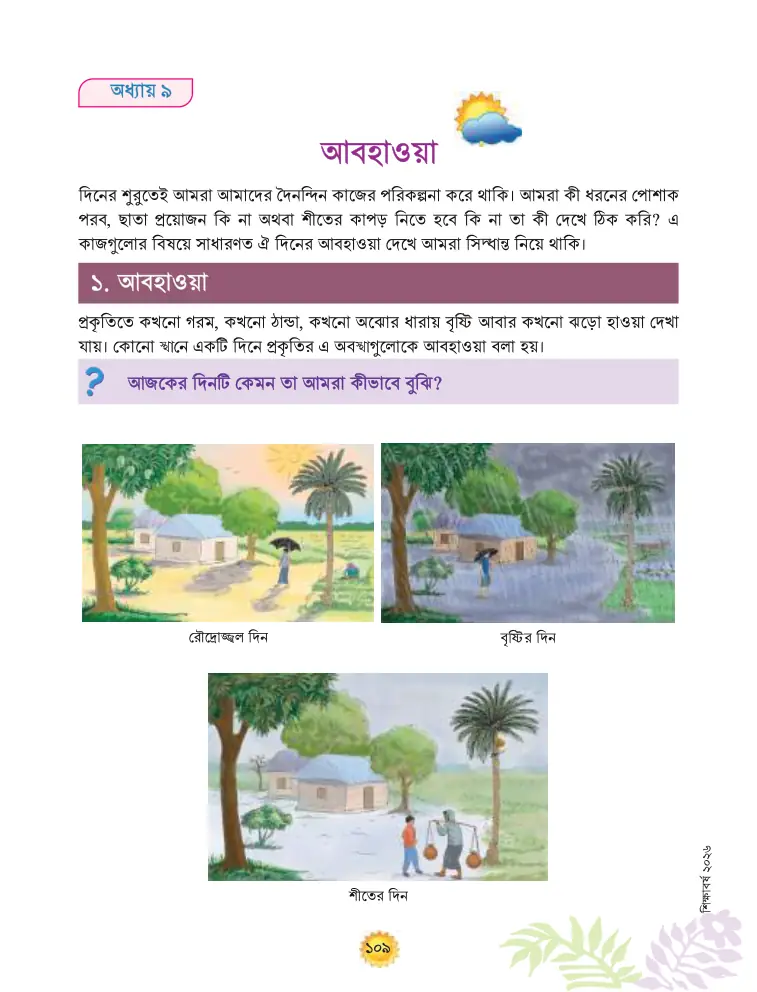 অধ্যায় ৯
আবহাওয়া
দিনের শুরুতেই আমরা আমাদের দৈনন্দিন কাজের পরিকল্পনা করে থাকি। আমরা কী ধরনের পোশাক
পরব, ছাতা প্রয়োজন কি না অথবা শীতের কাপড় নিতে হবে কি না তা কী দেখে ঠিক করি? এ
কাজগুলোর বিষয়ে সাধারণত ঐ দিনের আবহাওয়া দেখে আমরা সিদ্ধান্ত নিয়ে থাকি।
১. আবহাওয়া
প্রকৃতিতে কখনো গরম, কখনো ঠান্ডা, কখনো অঝোর ধারায় বৃষ্টি আবার কখনো ঝড়ো হাওয়া দেখা
যায়। কোনো স্থানে একটি দিনে প্রকৃতির এ অবস্থাগুলোকে আবহাওয়া বলা হয়।
? আজকের দিনটি কেমন তা আমরা কীভাবে বুঝি?
রৌদ্রোজ্জ্বল দিন
বৃষ্টির দিন
শীতের দিন
শিক্ষাবর্ষ ২০২৬
১০৯